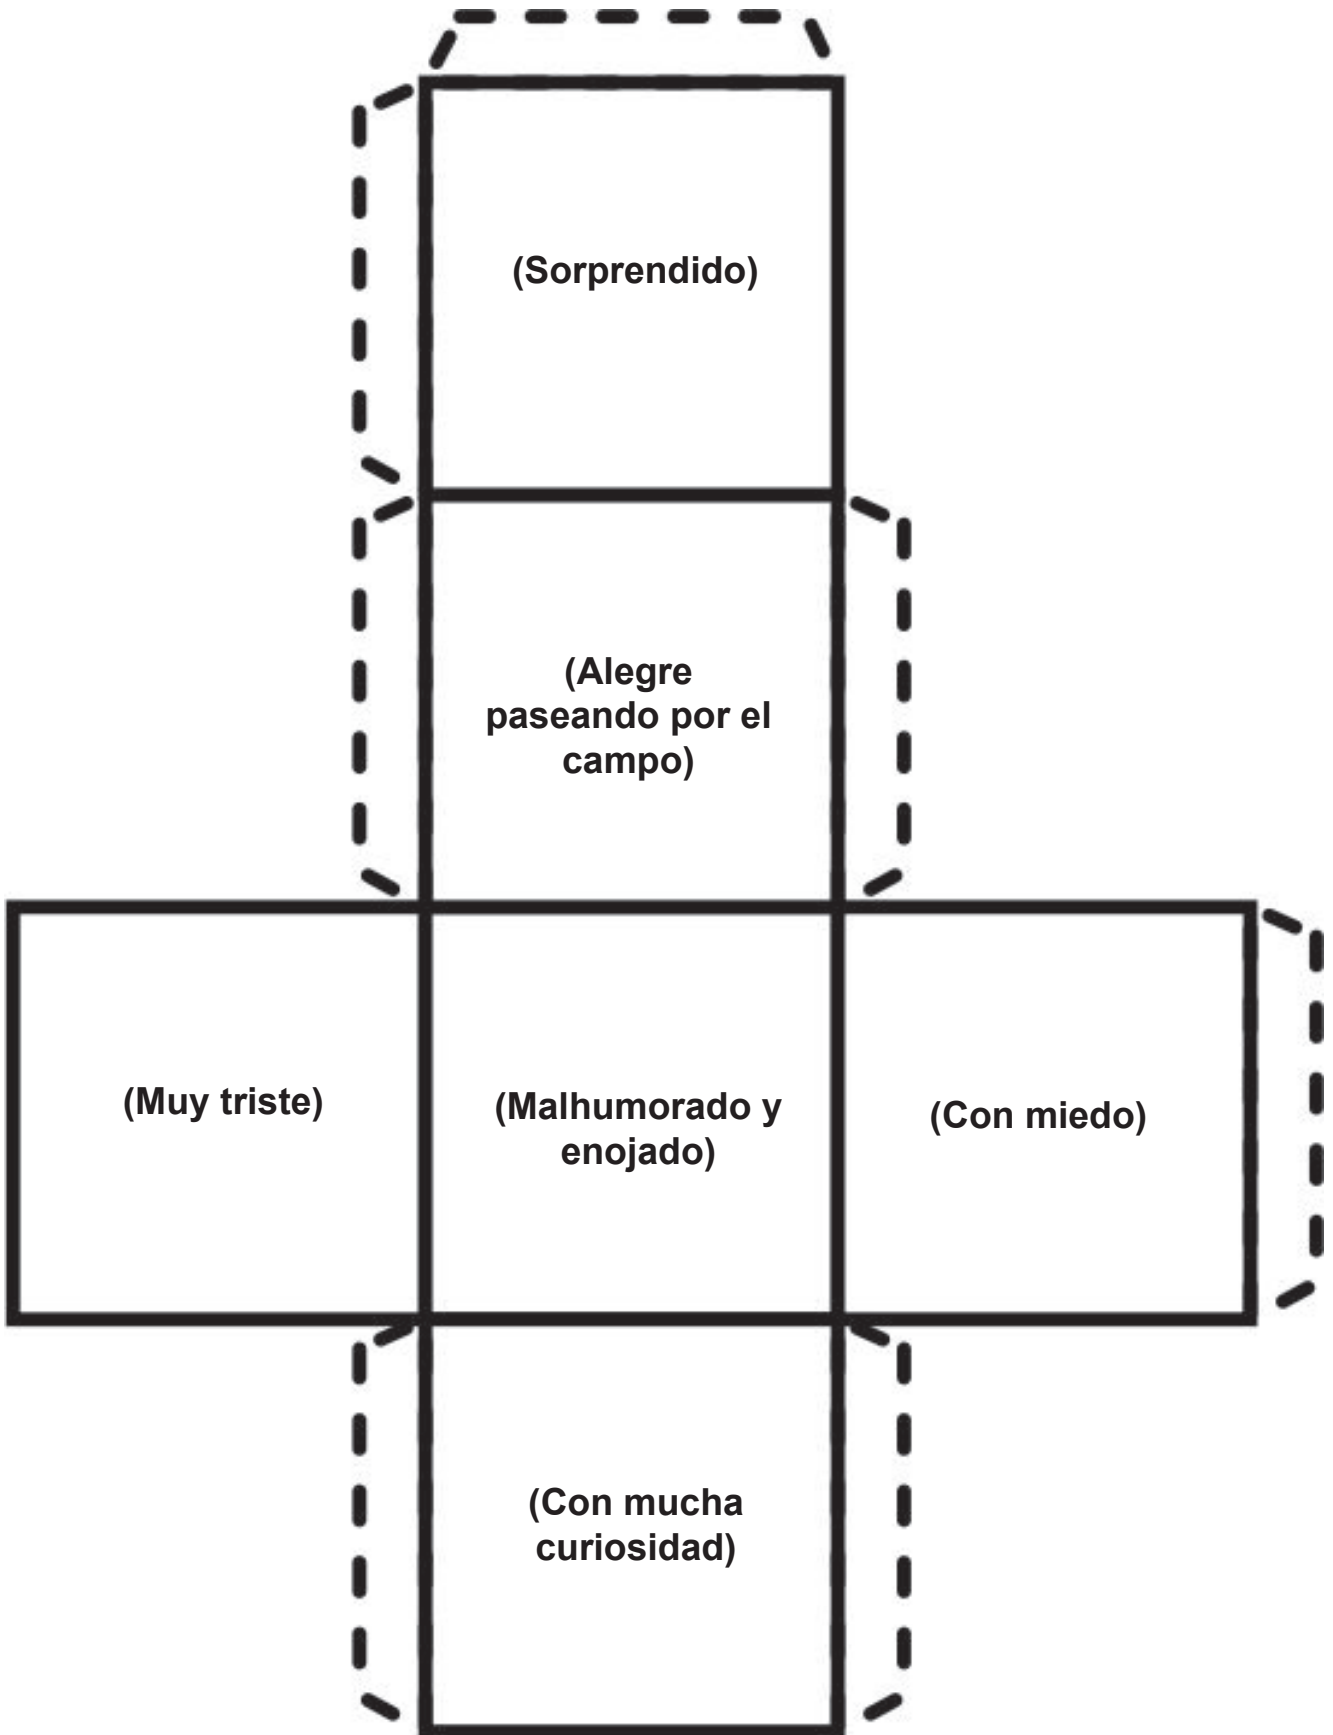 (Sorprendido)
(Alegre
paseando por el
campo)
(Muy triste)
(Malhumorado y
enojado)
(Con miedo)
(Con mucha
curiosidad)